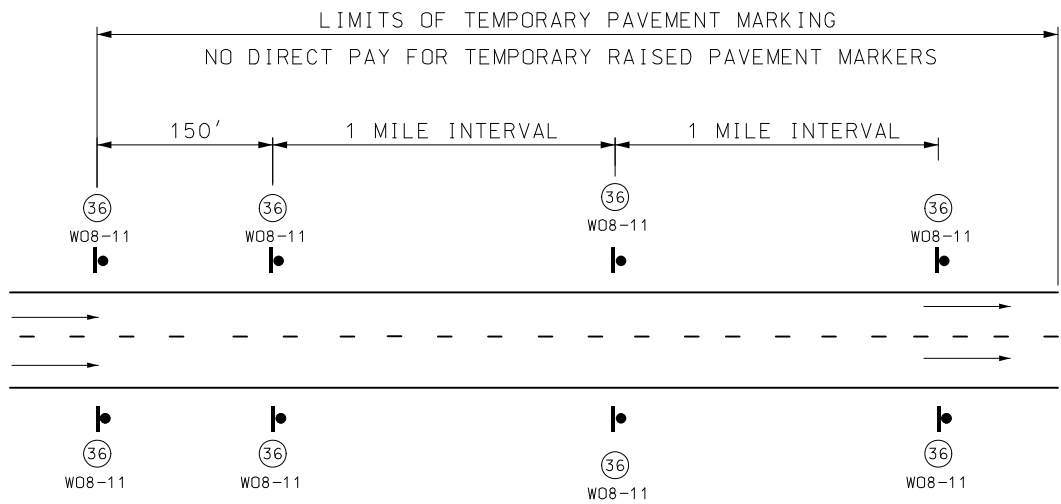 LIMITS OF TEMPORARY PAVEMENT MARKING
NO DIRECT PAY FOR TEMPORARY RAISED PAVEMENT MARKERS
150' 1 MILE INTERVAL 1 MILE INTERVAL
36 36 36 36
WO8-11 WO8-11 WO8-11 WO8-11
36 36 36 36
WO8-11 WO8-11 WO8-11 WO8-11